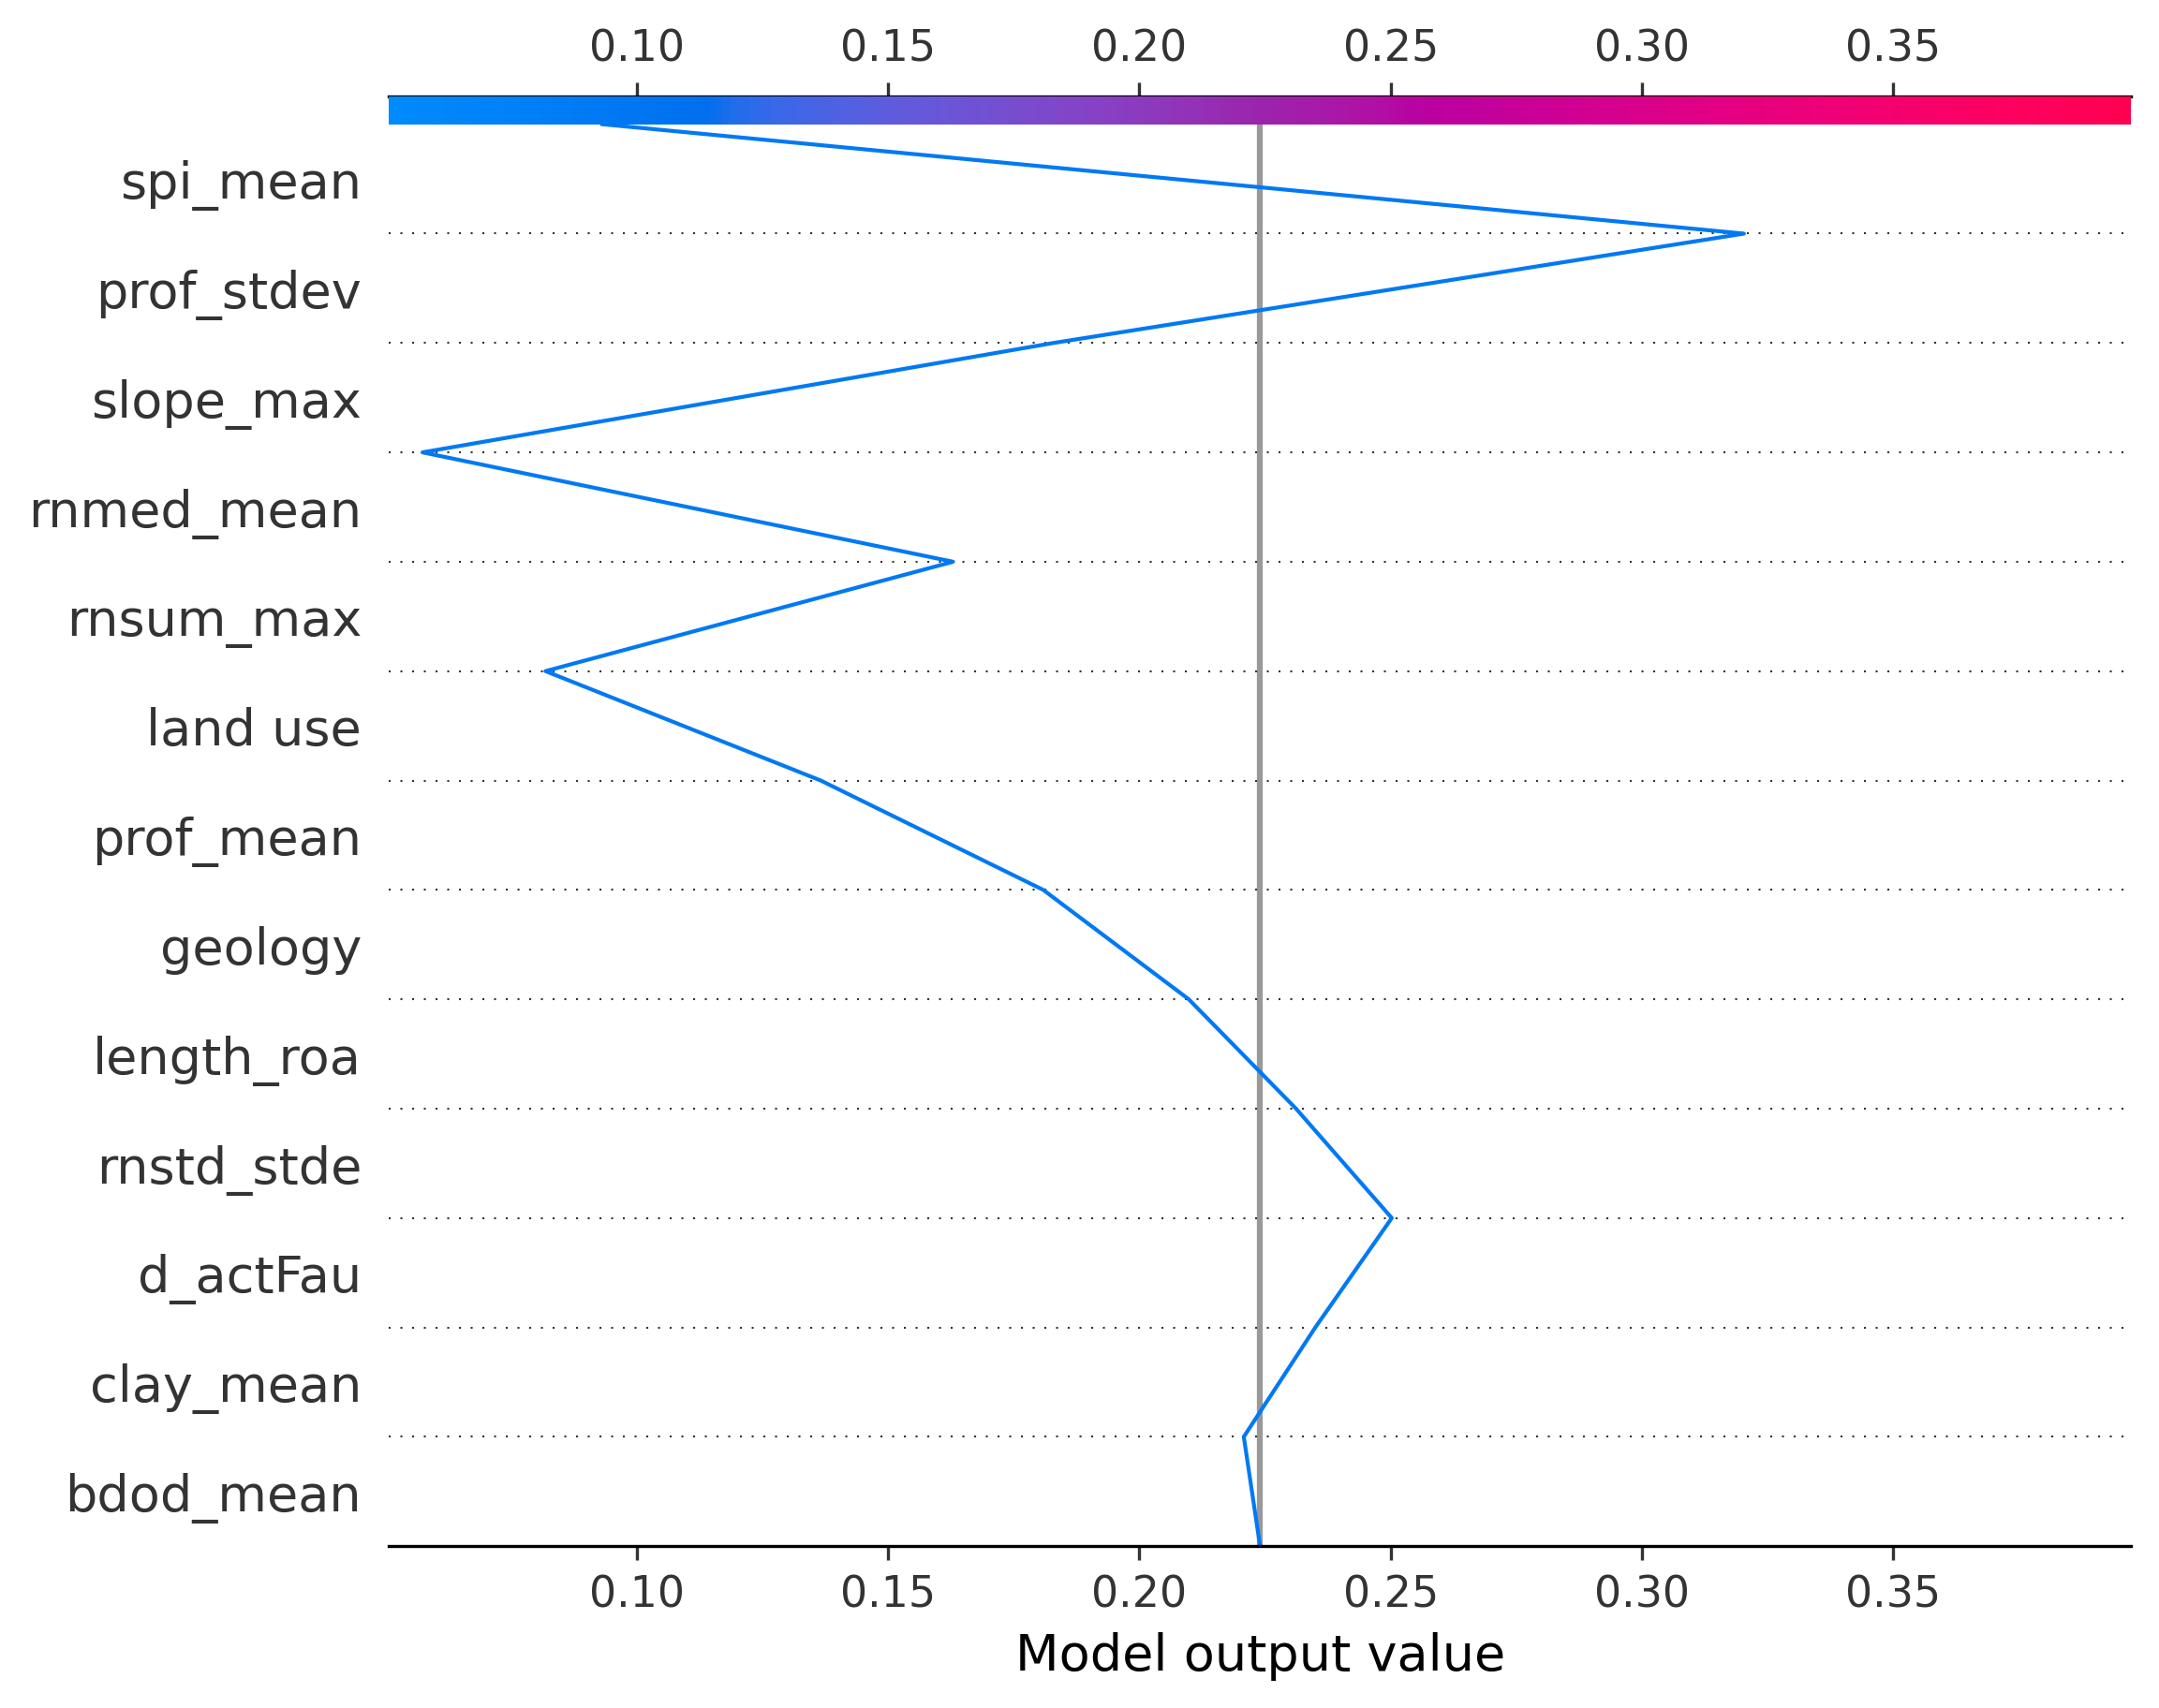 0.10 0.15 0.20 0.25 0.30 0.35
spi_mean
prof_stdev
slope_max
rnmed_mean
rnsum_max
land use
prof_mean
geology
length_roa
rnstd_stde
d_actFau
clay_mean
bdod_mean
0.10 0.15 0.20 0.25 0.30 0.35
Model output value